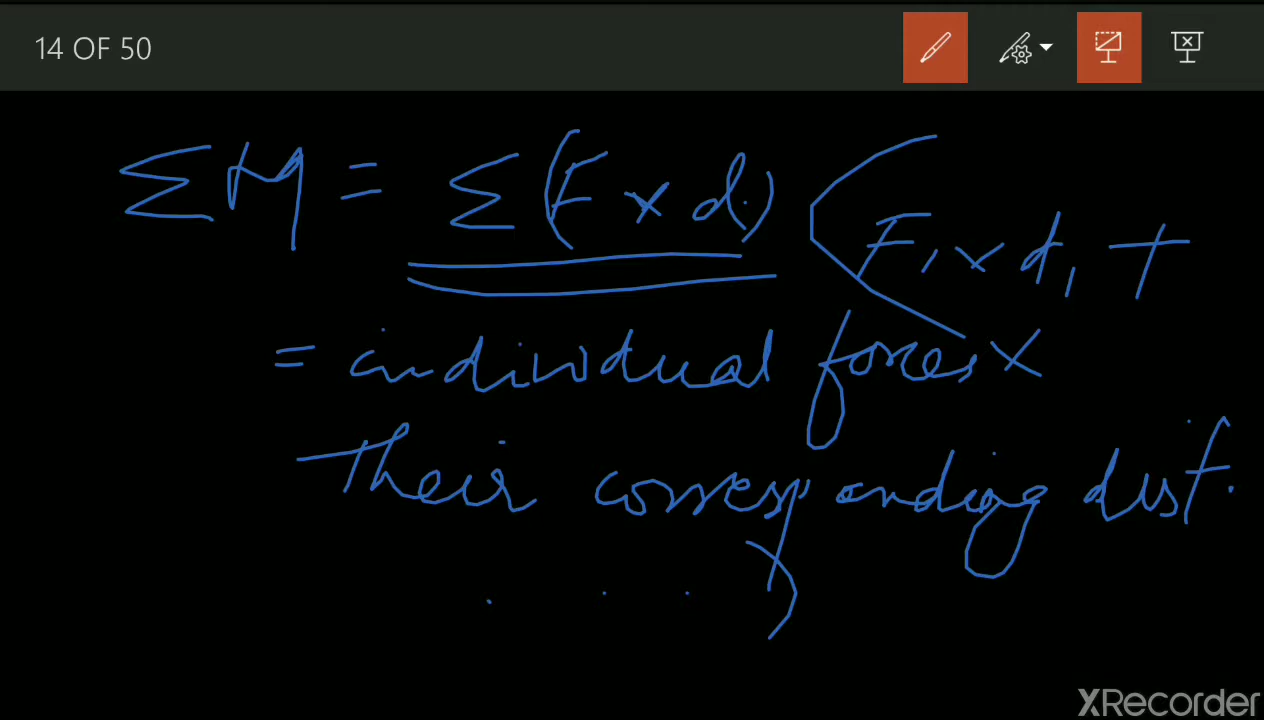 14 OF 50
ΣM = Σ(F × d)
(F₁ × d₁ +
= individual forces ×
Their corresponding dist.
. . . )
XRecorder